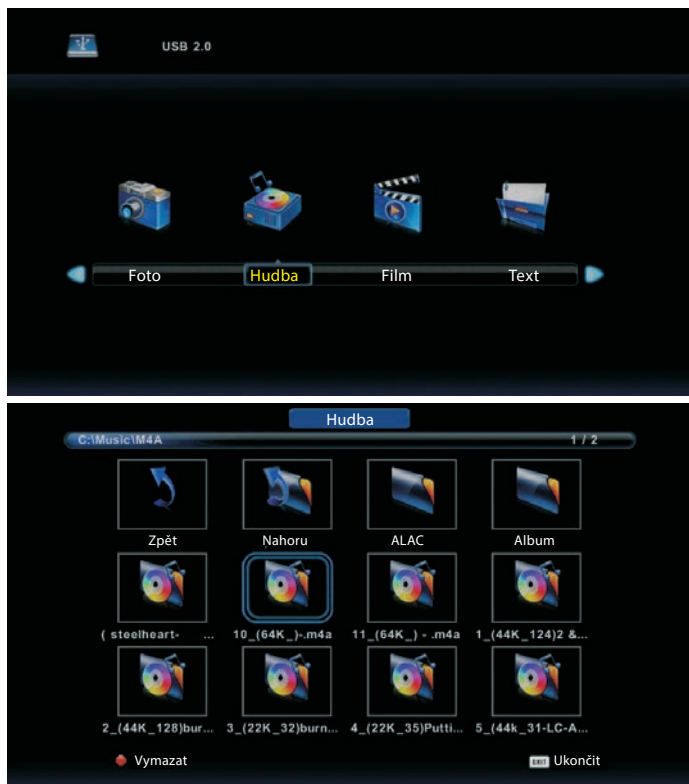 USB 2.0
Foto Hudba Film Text
Hudba
C:\Music\M4A 1 / 2
Zpět Nahoru ALAC Album
( steelheart- ... 10_(64K_)-.m4a 11_(64K_) - .m4a 1_(44K_124)2 &...
2_(44K_128)bur... 3_(22K_32)burn... 4_(22K_35)Putti... 5_(44k_31-LC-A...
Vymazat EXIT Ukončit